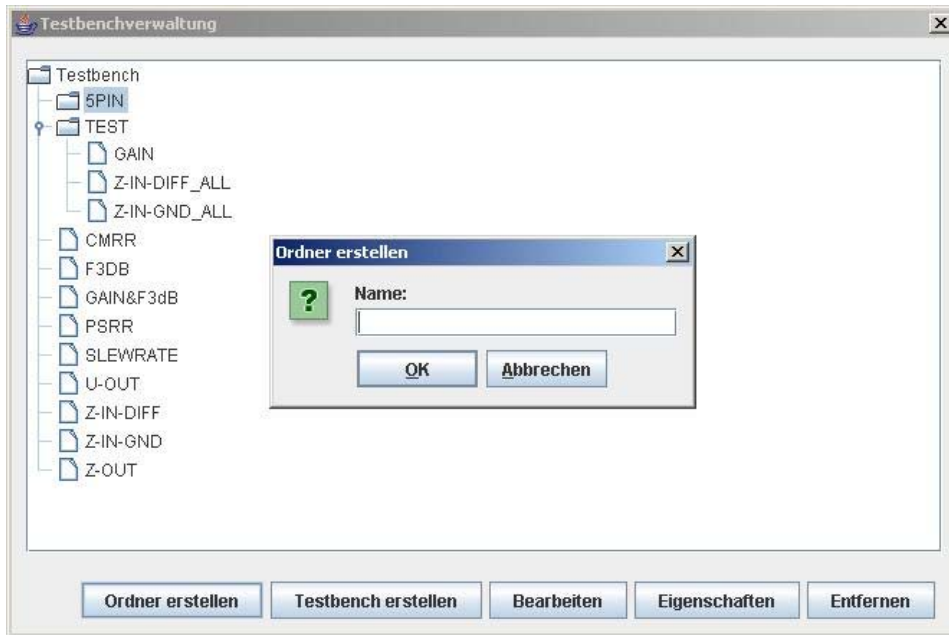 Testbenchverwaltung
Testbench
5PIN
TEST
GAIN
Z-IN-DIFF_ALL
Z-IN-GND_ALL
CMRR
F3DB
GAIN&F3dB
PSRR
SLEWRATE
U-OUT
Z-IN-DIFF
Z-IN-GND
Z-OUT
Ordner erstellen
?
Name:
OK Abbrechen
Ordner erstellen Testbench erstellen Bearbeiten Eigenschaften Entfernen